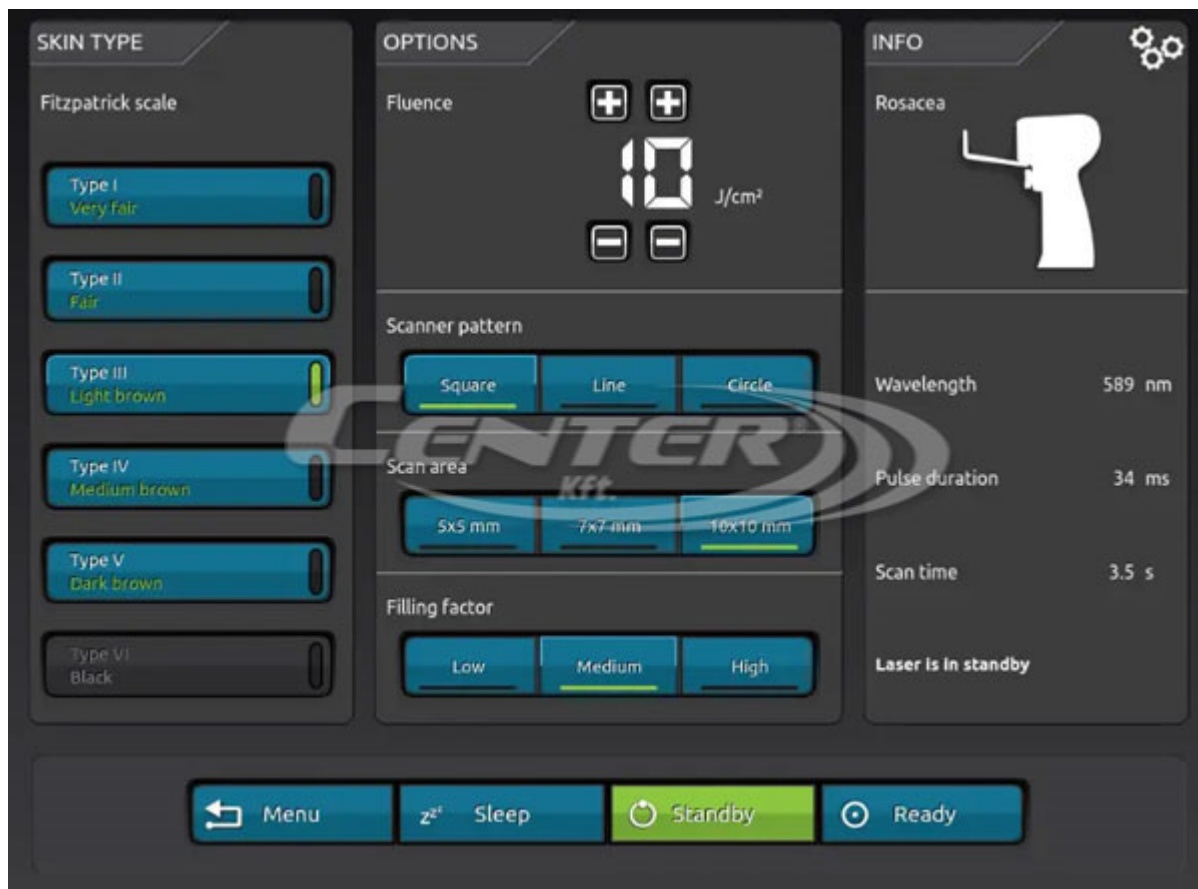 SKIN TYPE
Fitzpatrick scale
Type I
Very fair
Type II
Fair
Type III
Light brown
Type IV
Medium brown
Type V
Dark brown
Type VI
Black
OPTIONS
Fluence
10 J/cm²
Scanner pattern
Square Line Circle
Scan area
5x5 mm 7x7 mm 10x10 mm
Filling factor
Low Medium High
INFO
Rosacea
Wavelength 589 nm
Pulse duration 34 ms
Scan time 3.5 s
Laser is in standby
CENTER
Kft.
Menu zzz Sleep Standby Ready